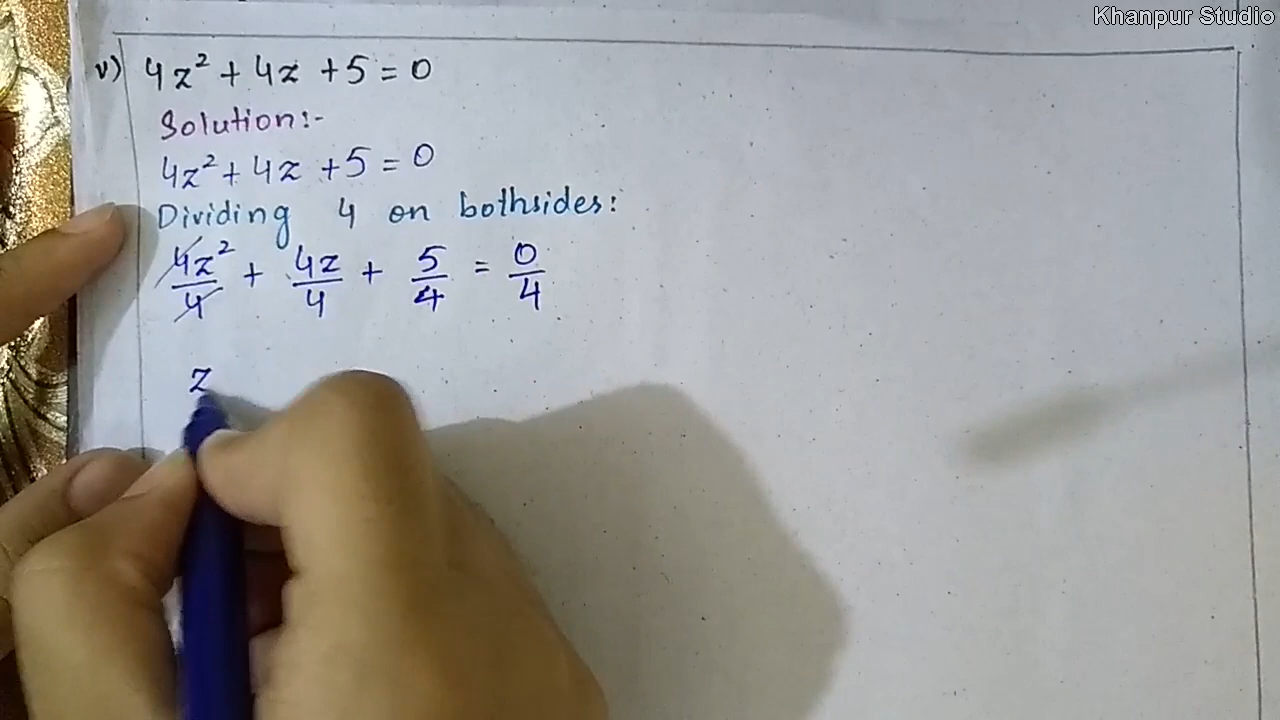 Khanpur Studio
v) 4z² + 4z + 5 = 0
Solution:-
4z² + 4z + 5 = 0
Dividing 4 on bothsides:
4z²/4 + 4z/4 + 5/4 = 0/4
z